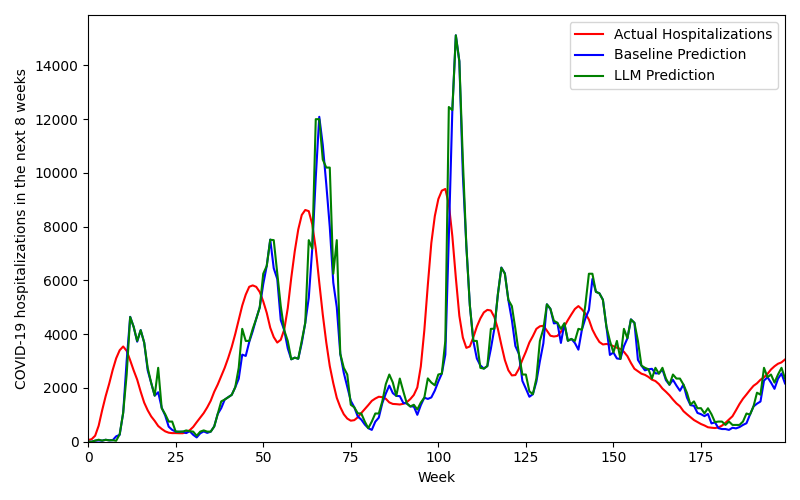 Actual Hospitalizations
Baseline Prediction
LLM Prediction
COVID-19 hospitalizations in the next 8 weeks
14000
12000
10000
8000
6000
4000
2000
0
0 25 50 75 100 125 150 175
Week